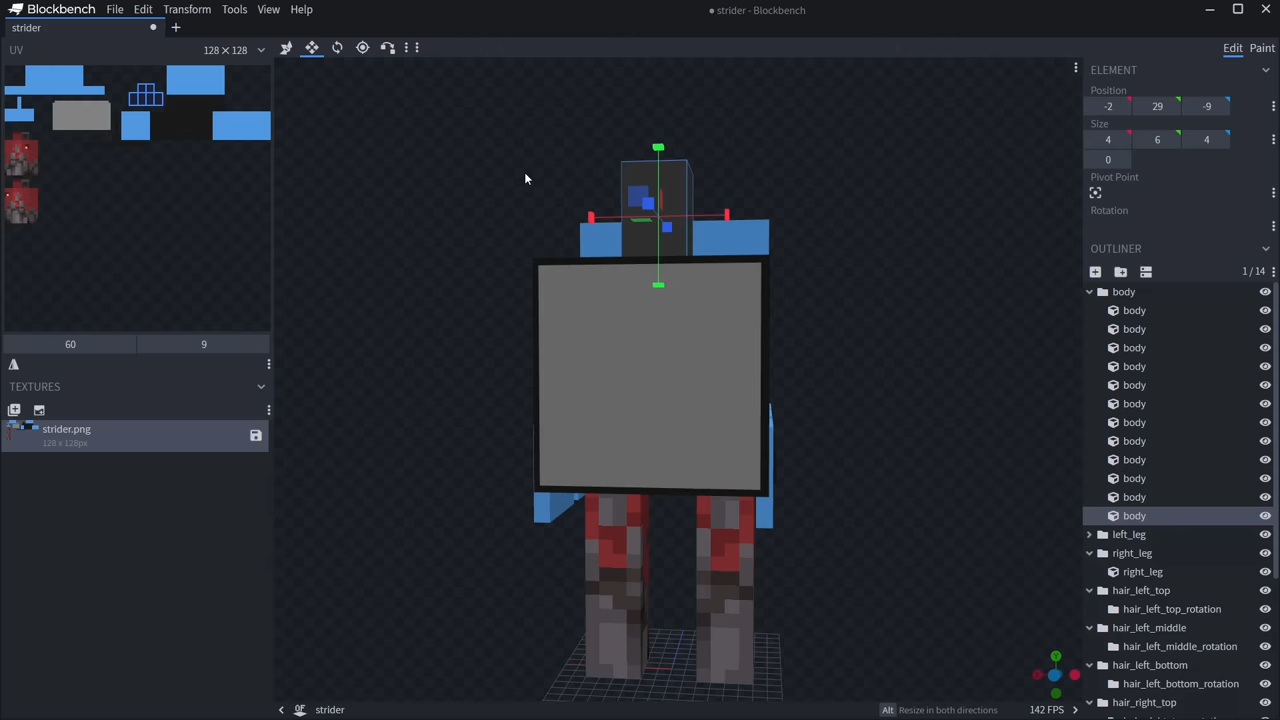 Blockbench File Edit Transform Tools View Help
● strider - Blockbench
strider
UV 128 × 128
60 9
TEXTURES
strider.png
128 x 128px
Edit Paint
ELEMENT
Position
-2 29 -9
Size
4 6 4
0
Pivot Point
Rotation
OUTLINER
1 / 14
body
body
body
body
body
body
body
body
body
body
body
body
body
left_leg
right_leg
right_leg
hair_left_top
hair_left_top_rotation
hair_left_middle
hair_left_middle_rotation
hair_left_bottom
hair_left_bottom_rotation
hair_right_top
0F strider
Alt Resize in both directions
142 FPS